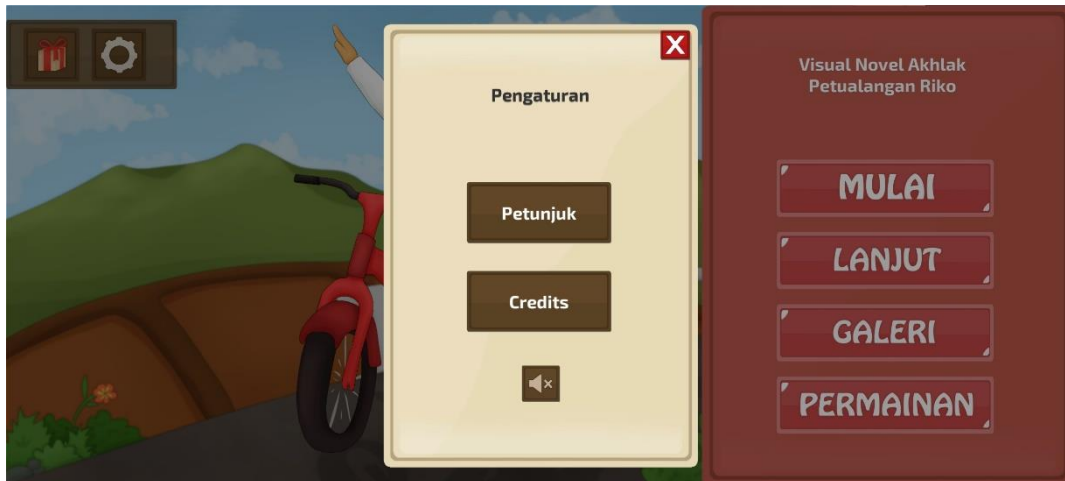 Pengaturan
Petunjuk
Credits
Visual Novel Akhlak
Petualangan Riko
MULAI
LANJUT
GALERI
PERMAINAN